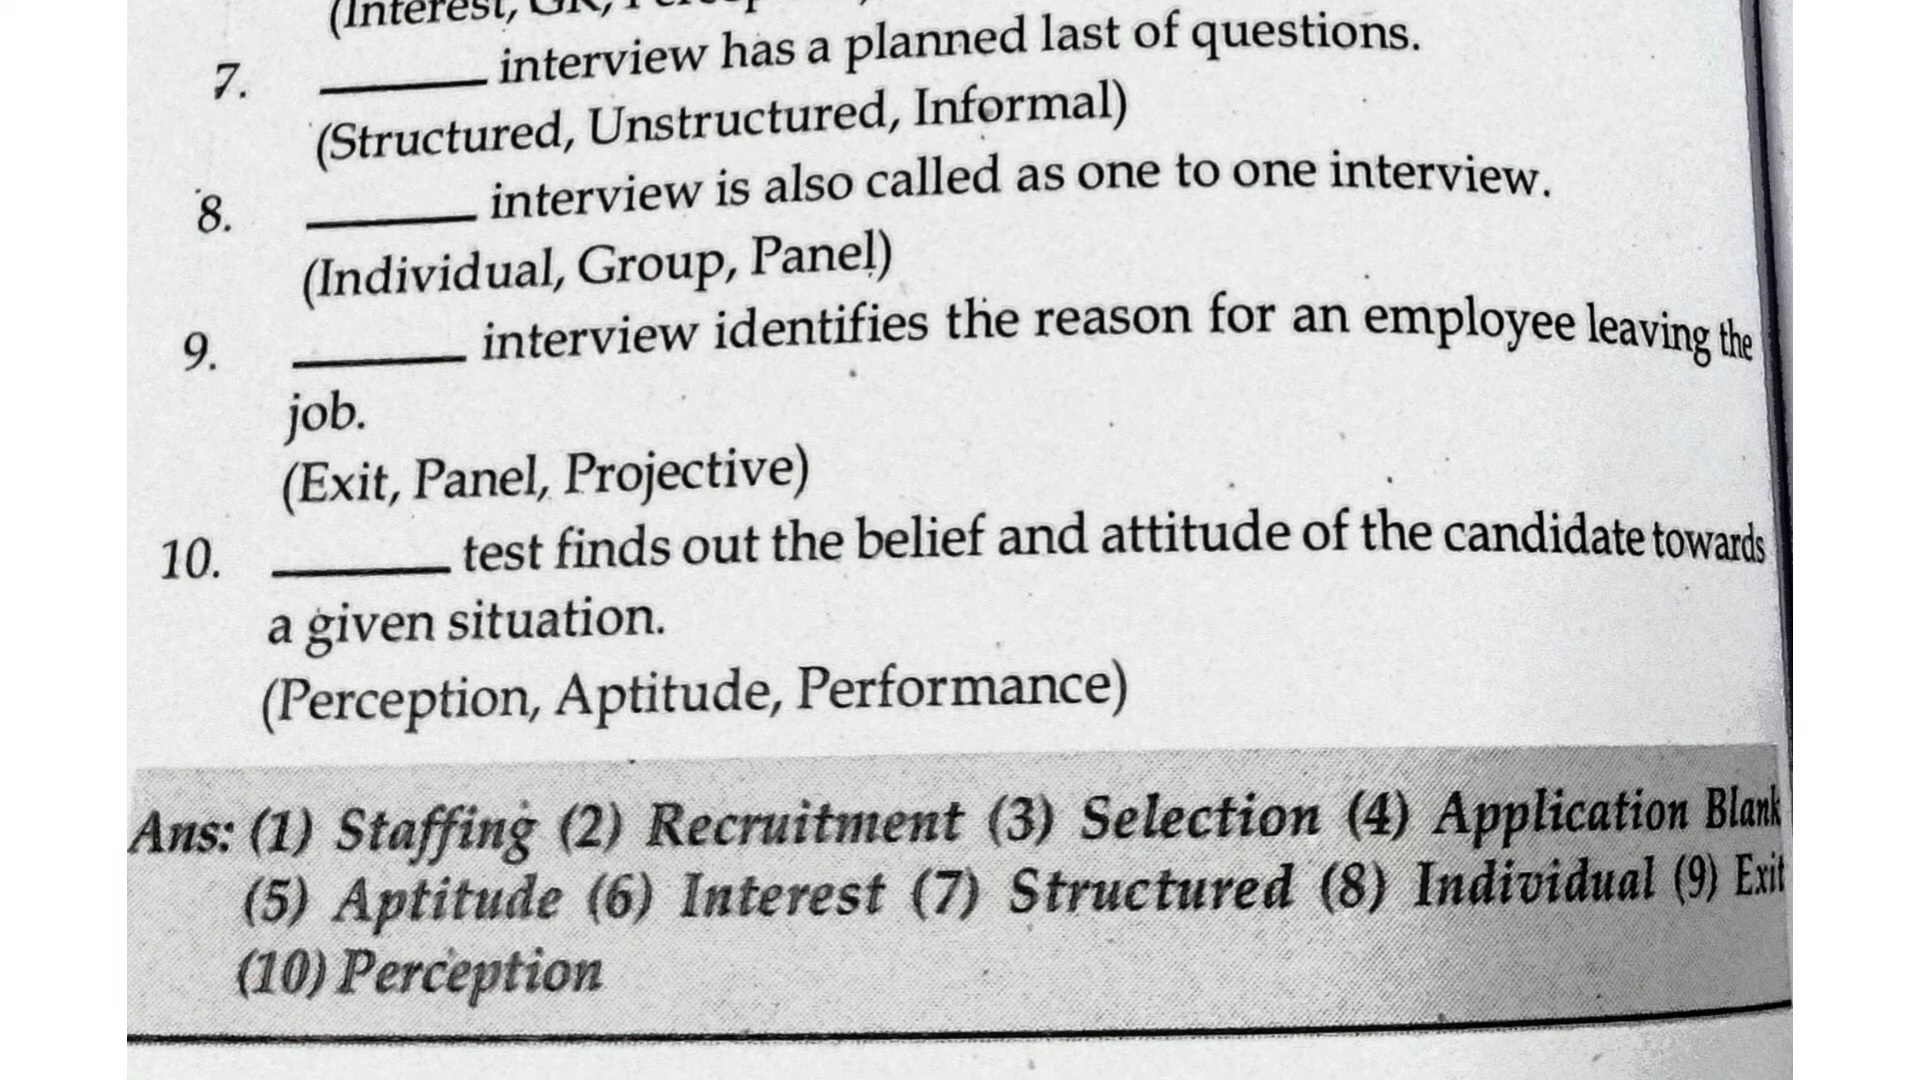 (Interest, GK,
7. ______ interview has a planned last of questions.
(Structured, Unstructured, Informal)
8. ______ interview is also called as one to one interview.
(Individual, Group, Panel)
9. ______ interview identifies the reason for an employee leaving the
job.
(Exit, Panel, Projective)
10. ______ test finds out the belief and attitude of the candidate towards
a given situation.
(Perception, Aptitude, Performance)
Ans: (1) Staffing (2) Recruitment (3) Selection (4) Application Blank
(5) Aptitude (6) Interest (7) Structured (8) Individual (9) Exit
(10) Perception